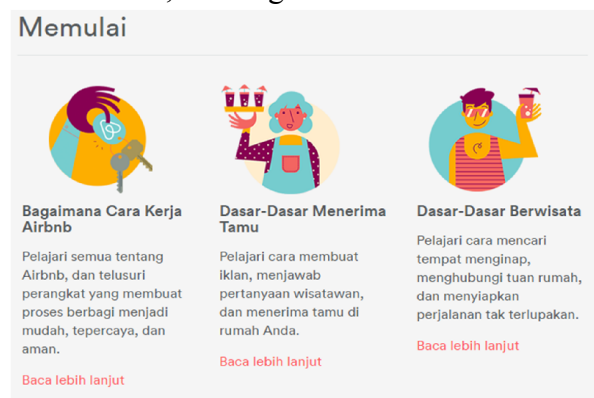 Memulai
Bagaimana Cara Kerja
Airbnb
Pelajari semua tentang
Airbnb, dan telusuri
perangkat yang membuat
proses berbagi menjadi
mudah, tepercaya, dan
aman.
Baca lebih lanjut
Dasar-Dasar Menerima
Tamu
Pelajari cara membuat
iklan, menjawab
pertanyaan wisatawan,
dan menerima tamu di
rumah Anda.
Baca lebih lanjut
Dasar-Dasar Berwisata
Pelajari cara mencari
tempat menginap,
menghubungi tuan rumah,
dan menyiapkan
perjalanan tak terlupakan.
Baca lebih lanjut